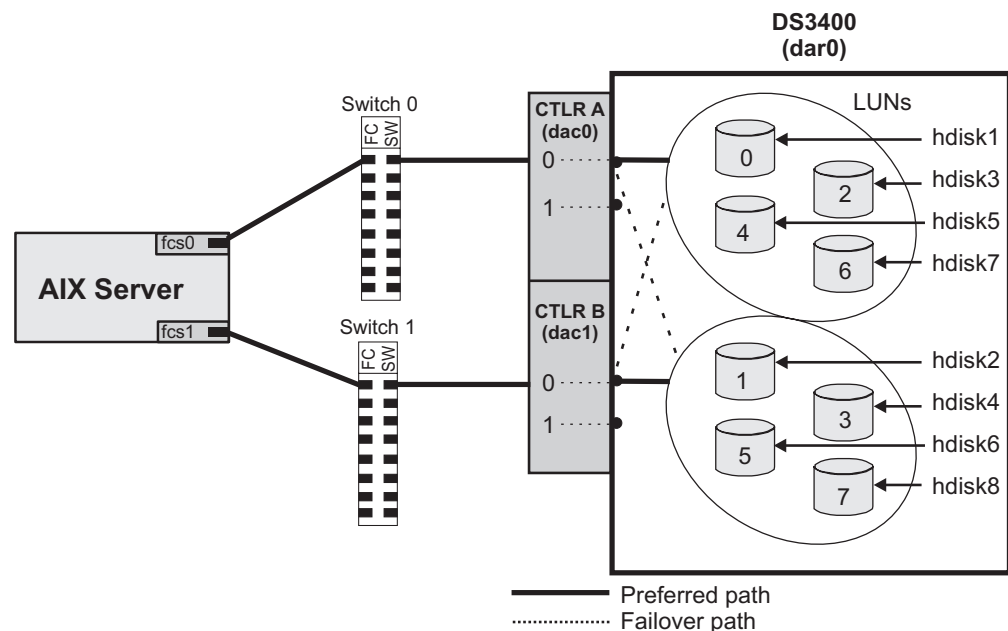 DS3400
(dar0)
LUNs
Switch 0
FC
SW
CTLR A
(dac0)
0
1
0
hdisk1
2
hdisk3
4
hdisk5
6
hdisk7
fcs0
AIX Server
fcs1
Switch 1
FC
SW
CTLR B
(dac1)
0
1
1
hdisk2
3
hdisk4
5
hdisk6
7
hdisk8
Preferred path
Failover path